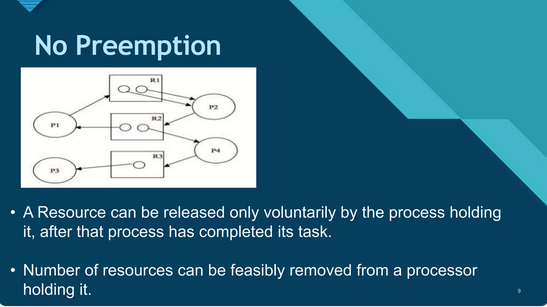 No Preemption
R1
P2
P1
R2
P4
R3
P3
• A Resource can be released only voluntarily by the process holding
it, after that process has completed its task.
• Number of resources can be feasibly removed from a processor
holding it.
9